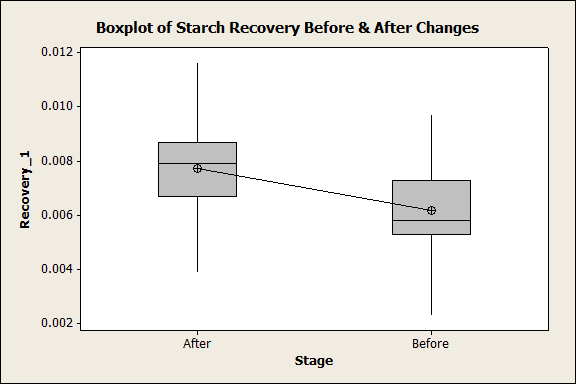 Boxplot of Starch Recovery Before & After Changes
0.012
0.010
0.008
0.006
0.004
0.002
Recovery_1
After Before
Stage